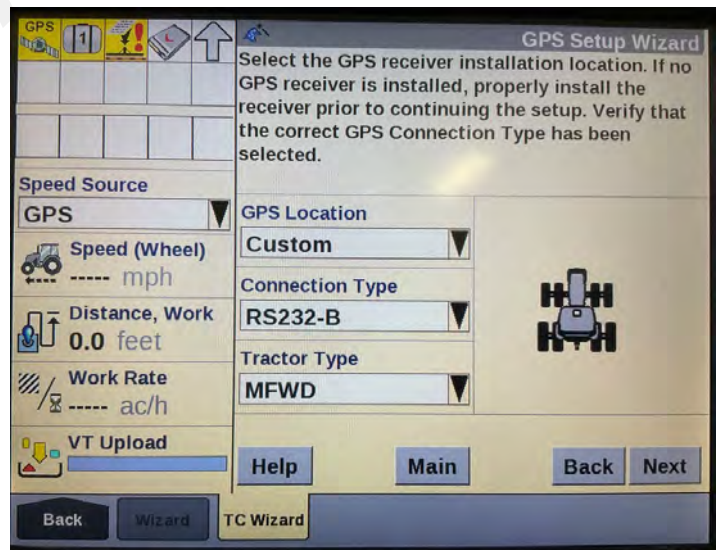 GPS
1
GPS Setup Wizard
Select the GPS receiver installation location. If no
GPS receiver is installed, properly install the
receiver prior to continuing the setup. Verify that
the correct GPS Connection Type has been
selected.
Speed Source
GPS
Speed (Wheel)
----- mph
Distance, Work
0.0 feet
Work Rate
----- ac/h
VT Upload
GPS Location
Custom
Connection Type
RS232-B
Tractor Type
MFWD
Help
Main
Back
Next
Back
Wizard
TC Wizard